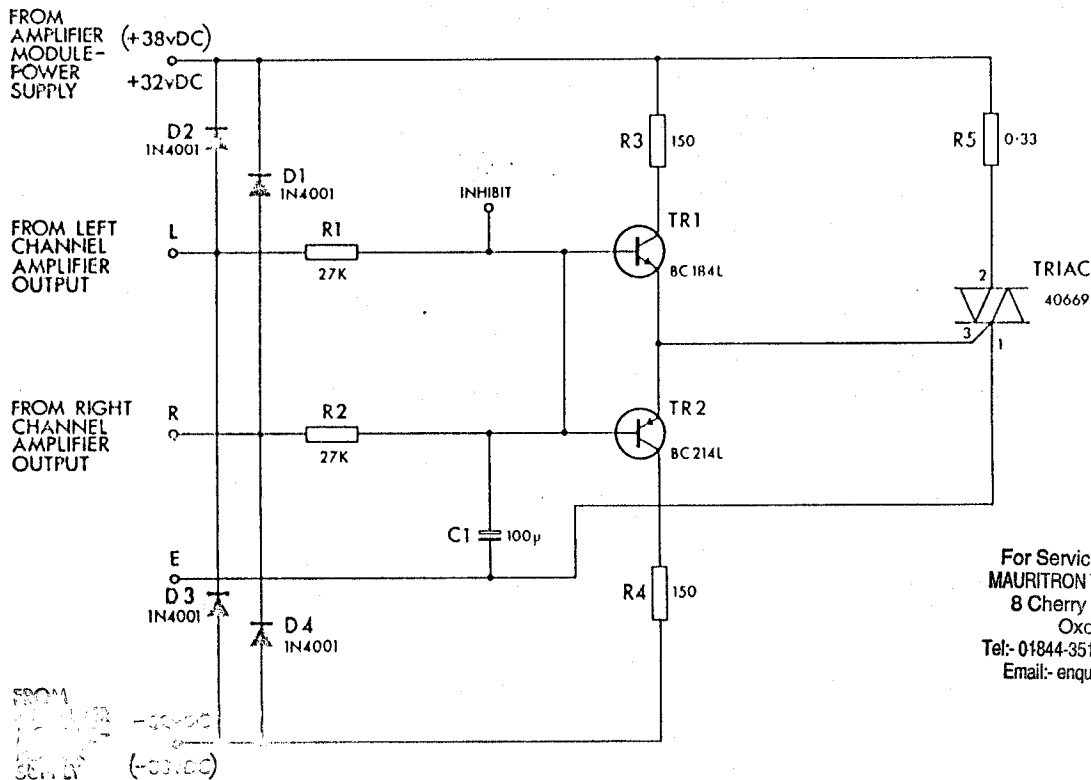 FROM
AMPLIFIER (+38vDC)
MODULE-
POWER
SUPPLY +32vDC
D2
1N4001
D1
1N4001
R3 150
R5 0·33
INHIBIT
FROM LEFT
CHANNEL
AMPLIFIER
OUTPUT
L
R1
27K
TR1
BC184L
TRIAC
40669
2
3
1
FROM RIGHT
CHANNEL
AMPLIFIER
OUTPUT
R
R2
27K
TR2
BC214L
C1 100µ
E
D3
1N4001
D4
1N4001
R4 150
For Servic
MAURITRON
8 Cherry
Oxo
Tel:- 01844-351
Email:- enqu
FROM